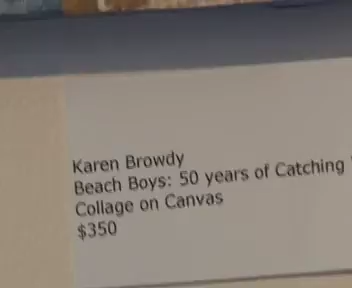 Karen Browdy
Beach Boys: 50 years of Catching
Collage on Canvas
$350